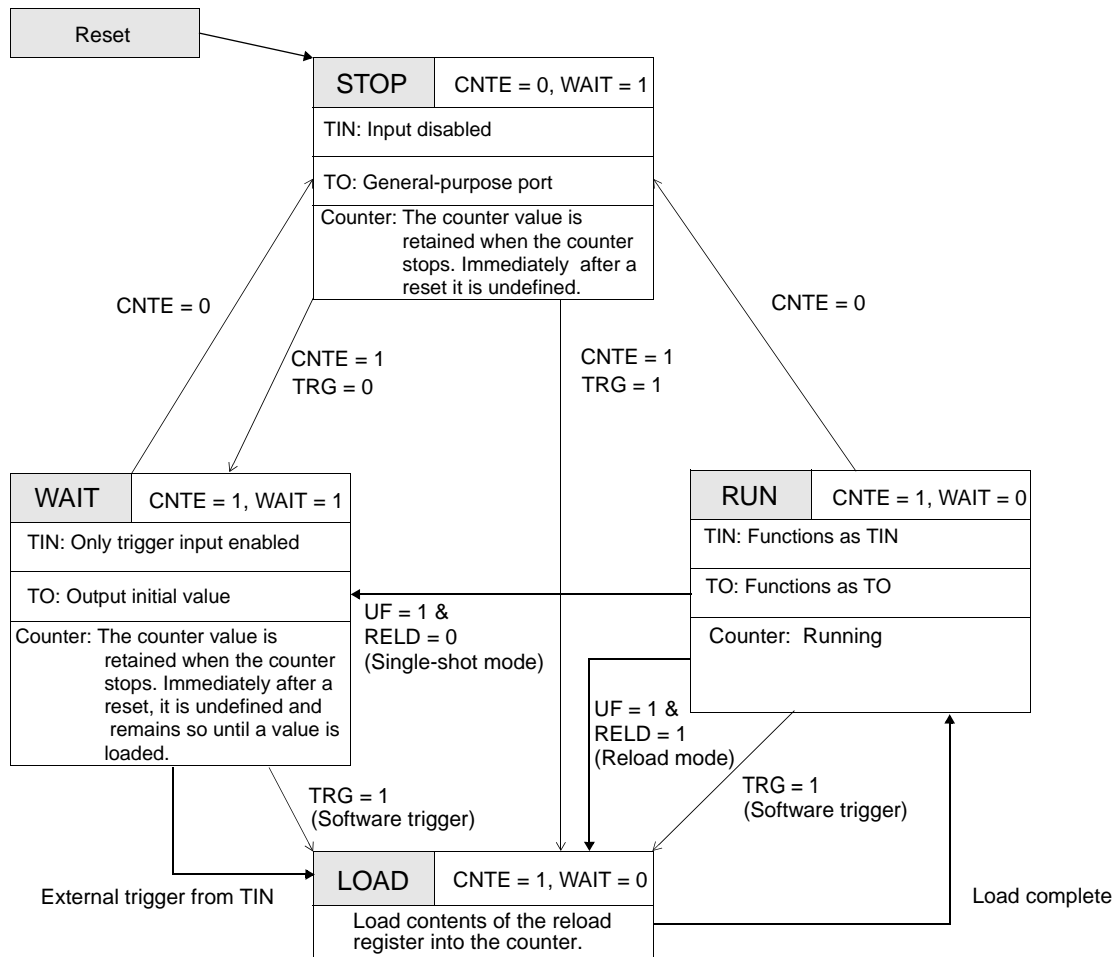 Reset
STOP
CNTE = 0, WAIT = 1
TIN: Input disabled
TO: General-purpose port
Counter: The counter value is
retained when the counter
stops. Immediately after a
reset it is undefined.
CNTE = 0
CNTE = 1
TRG = 0
CNTE = 1
TRG = 1
CNTE = 0
WAIT
CNTE = 1, WAIT = 1
TIN: Only trigger input enabled
TO: Output initial value
Counter: The counter value is
retained when the counter
stops. Immediately after a
reset, it is undefined and
remains so until a value is
loaded.
RUN
CNTE = 1, WAIT = 0
TIN: Functions as TIN
TO: Functions as TO
Counter: Running
UF = 1 &
RELD = 0
(Single-shot mode)
UF = 1 &
RELD = 1
(Reload mode)
TRG = 1
(Software trigger)
TRG = 1
(Software trigger)
External trigger from TIN
LOAD
CNTE = 1, WAIT = 0
Load contents of the reload
register into the counter.
Load complete